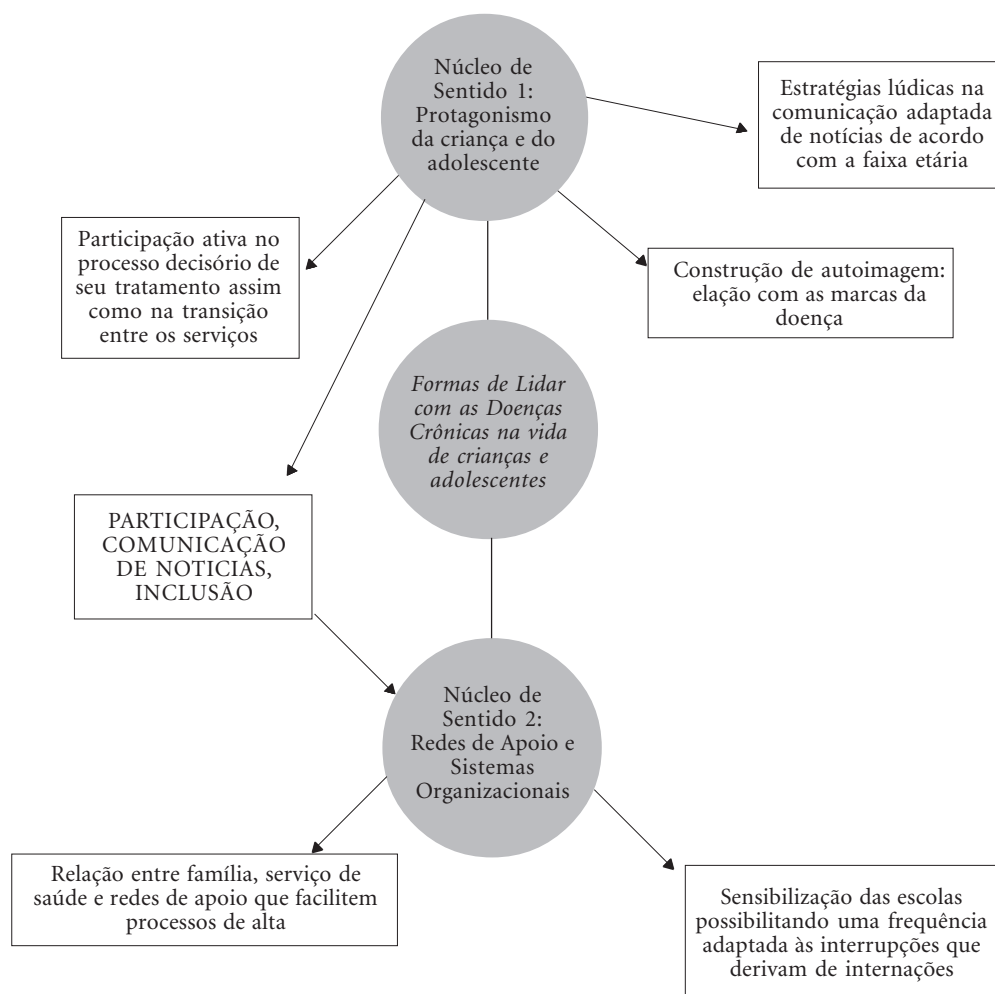 Núcleo de
Sentido 1:
Protagonismo
da criança e do
adolescente
Estratégias lúdicas na
comunicação adaptada
de notícias de acordo
com a faixa etária
Participação ativa no
processo decisório de
seu tratamento assim
como na transição
entre os serviços
Construção de autoimagem:
elação com as marcas da
doença
Formas de Lidar
com as Doenças
Crônicas na vida
de crianças e
adolescentes
PARTICIPAÇÃO,
COMUNICAÇÃO
DE NOTICIAS,
INCLUSÃO
Núcleo de
Sentido 2:
Redes de Apoio e
Sistemas
Organizacionais
Relação entre família, serviço de
saúde e redes de apoio que facilitem
processos de alta
Sensibilização das escolas
possibilitando uma frequência
adaptada às interrupções que
derivam de internações